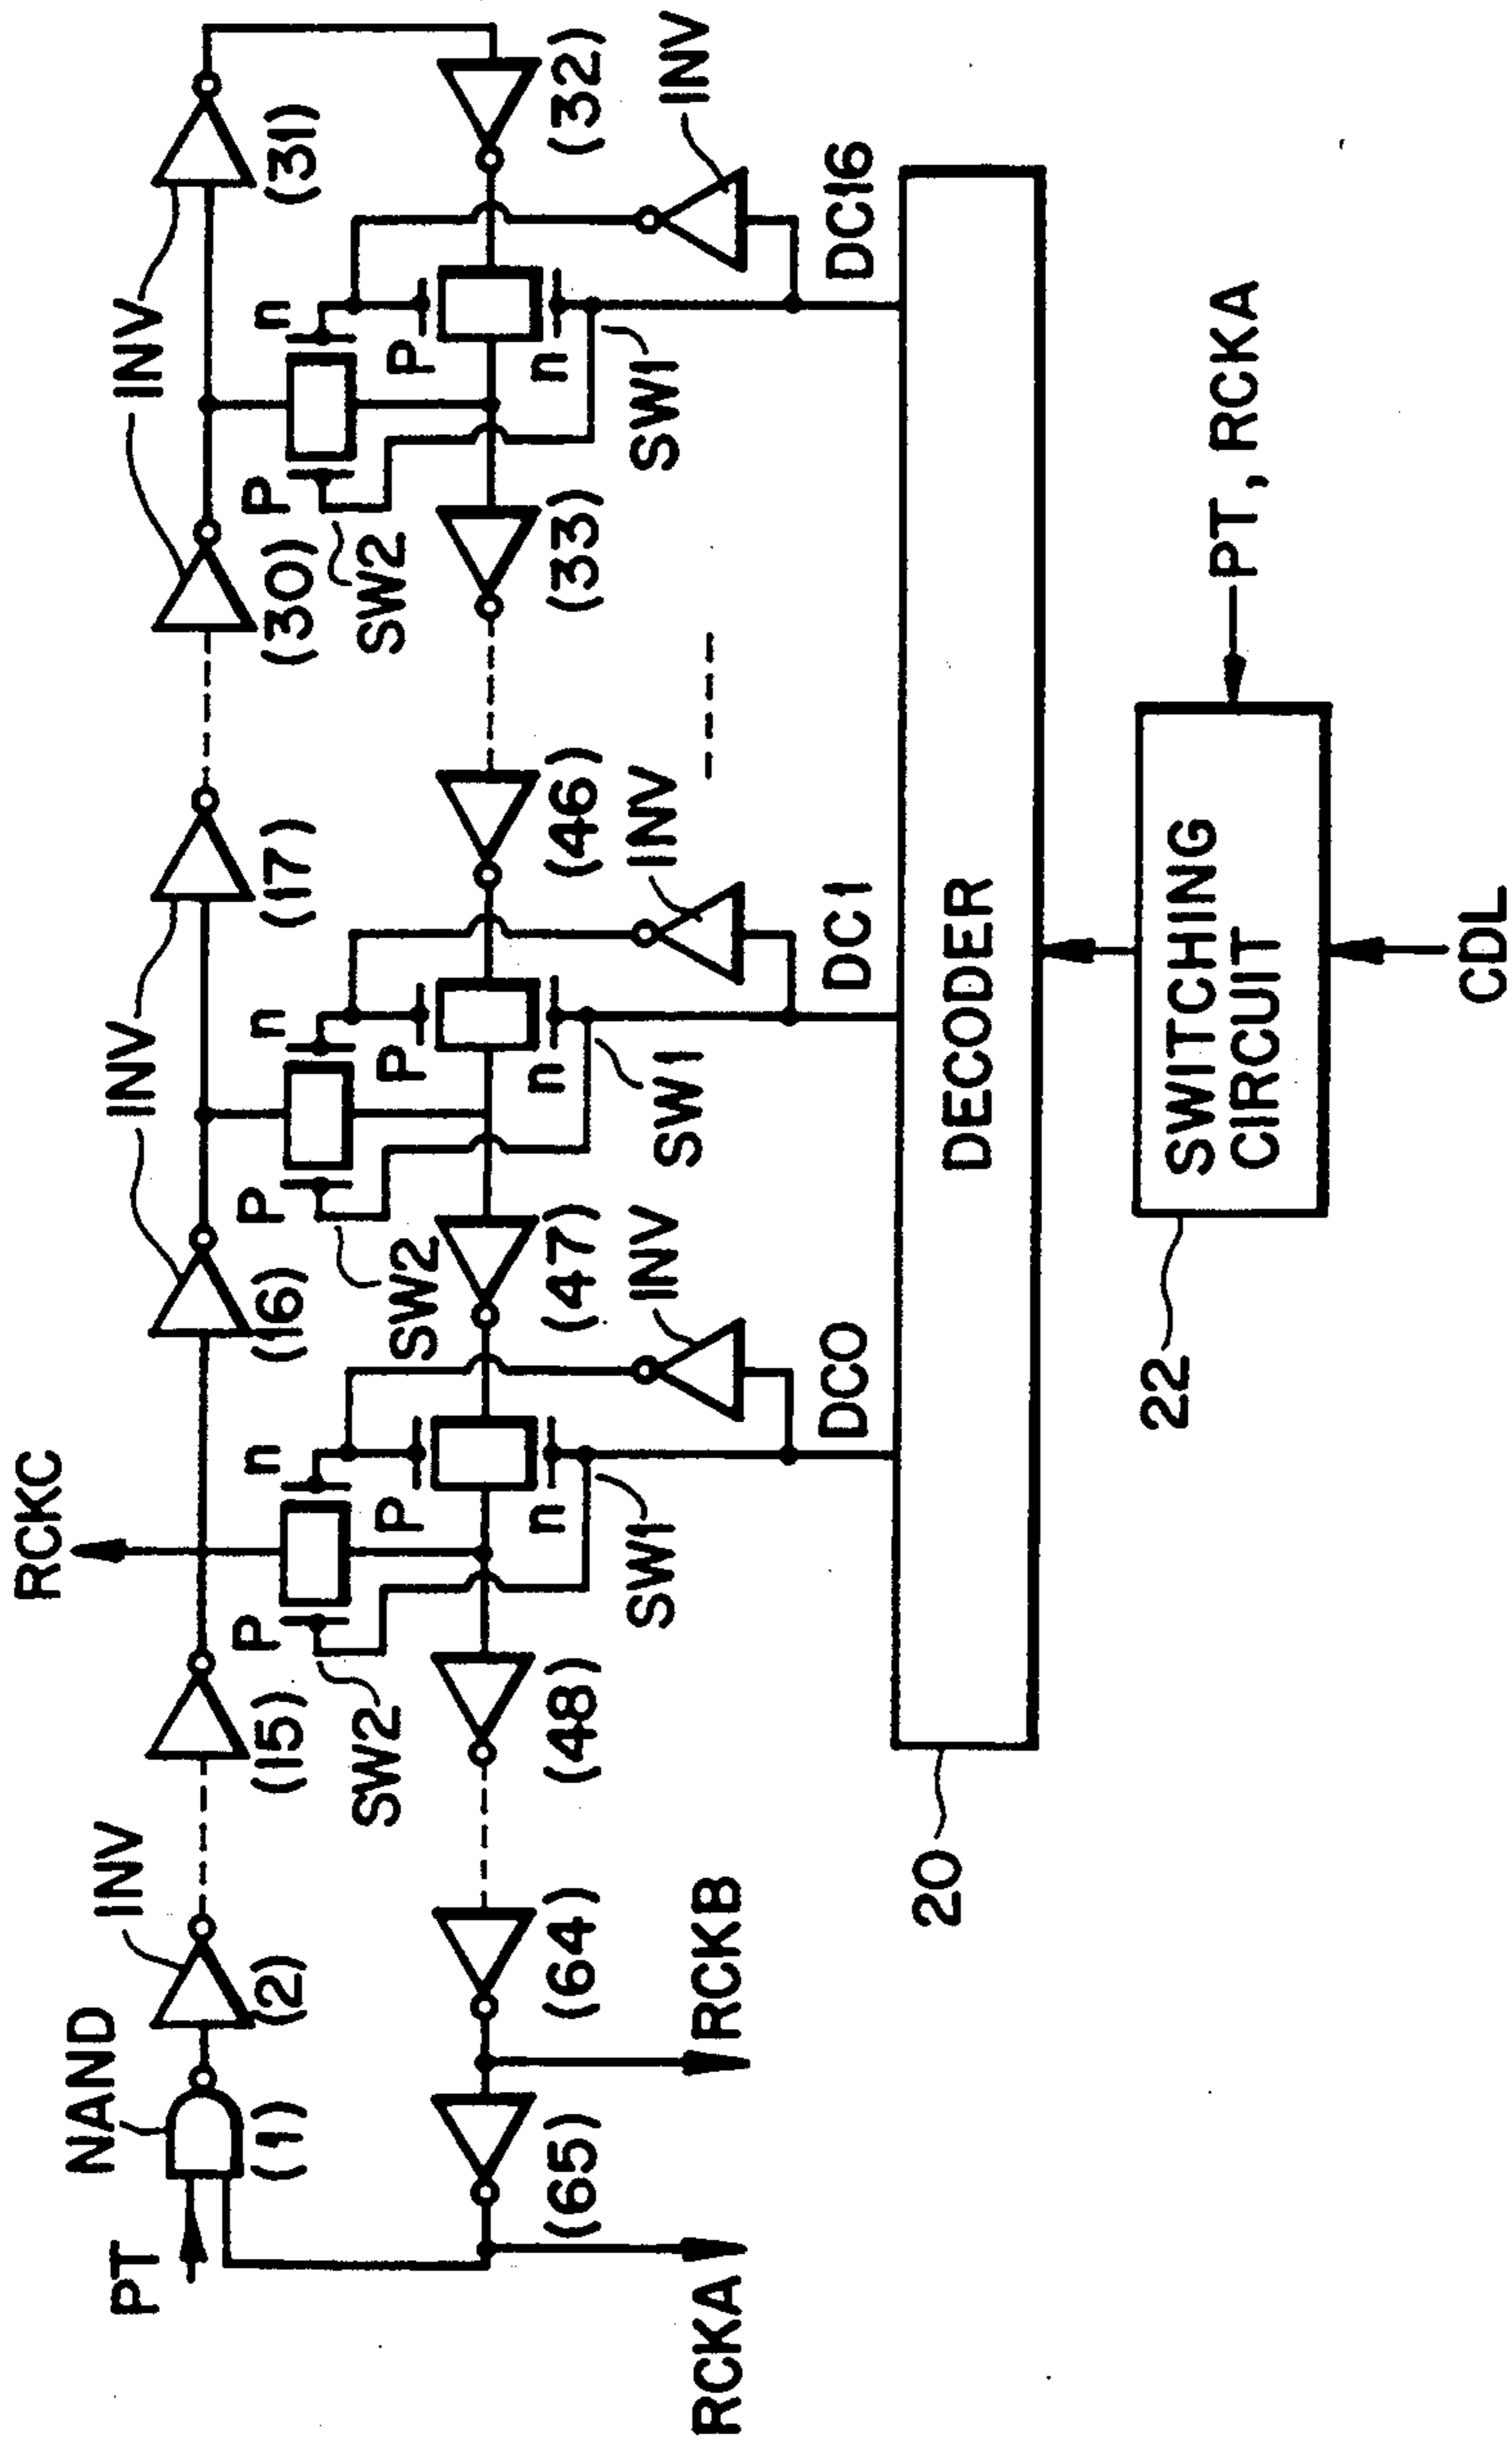 RCKC
NAND
INV
INV
INV
PT
(1)
(2)
(15)
(16)
(17)
(30)
(31)
P
n
P
n
P
n
SW2
SW2
SW2
P
P
P
n
n
n
(65)
(64)
(48)
(47)
(46)
(33)
(32)
SW1
SW1
SW1
INV
INV
INV
RCKA
RCKB
DC0
DC1
DC16
20
DECODER
22
SWITCHING
CIRCUIT
PT, RCKA
CDL